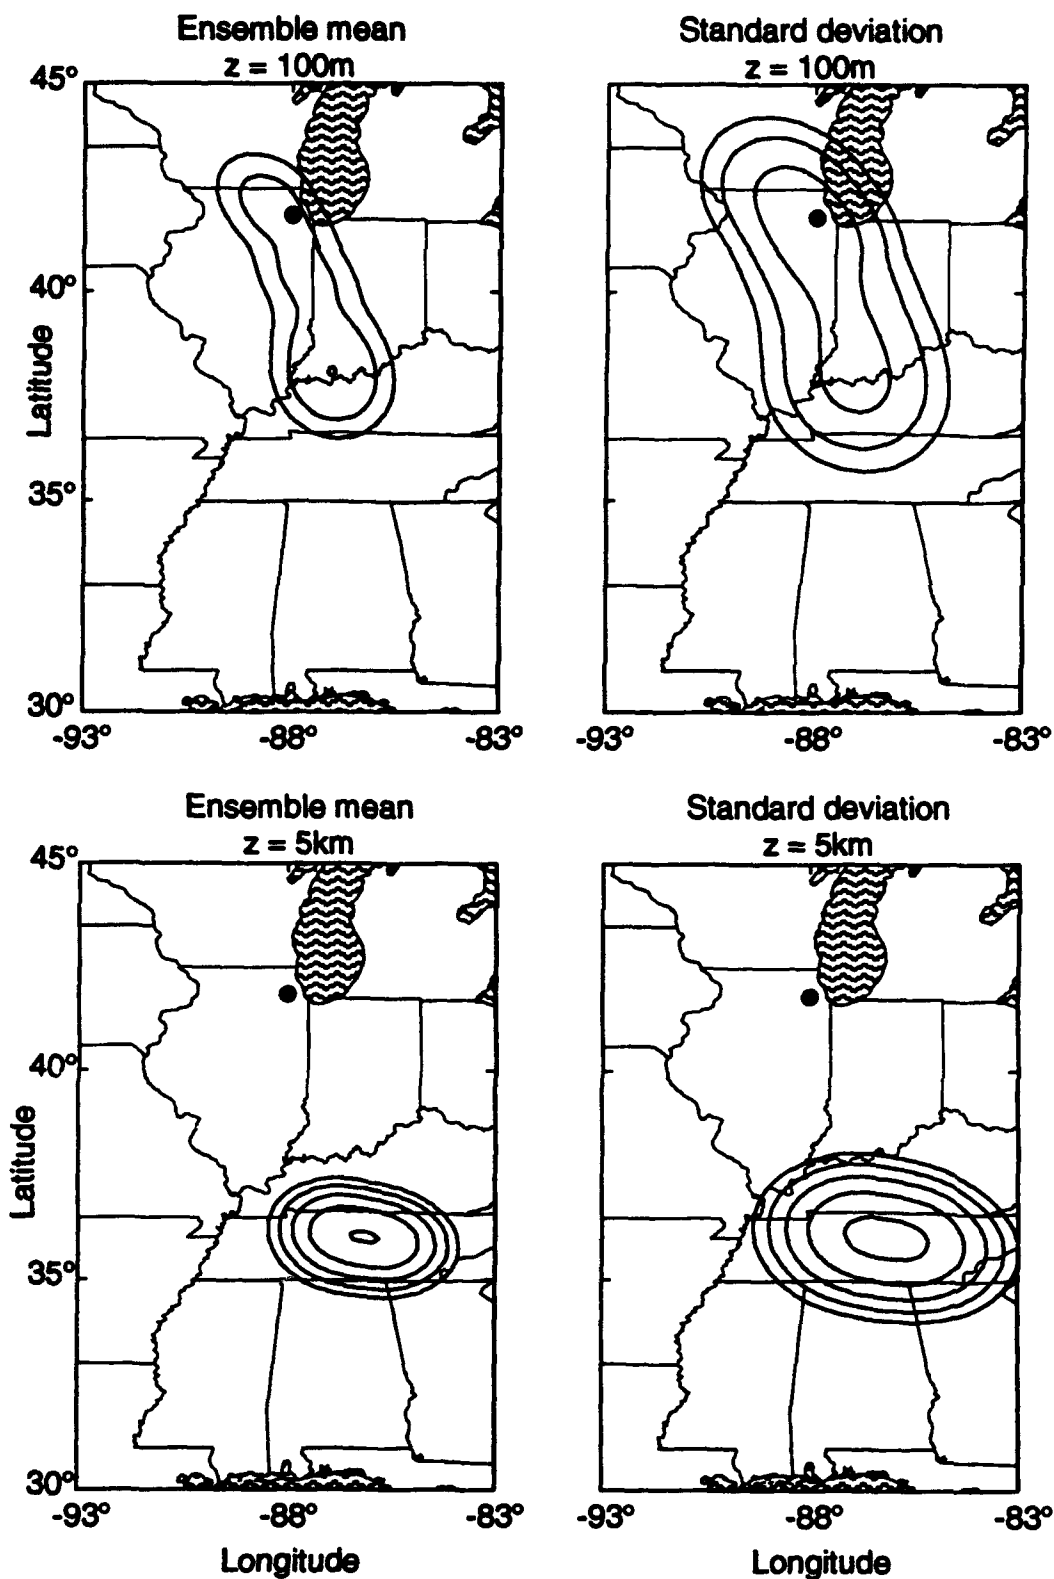 Ensemble mean
z = 100m
Standard deviation
z = 100m
45°
40°
35°
30°
Latitude
-93°
-88°
-83°
-93°
-88°
-83°
Ensemble mean
z = 5km
Standard deviation
z = 5km
45°
40°
35°
30°
Latitude
-93°
-88°
-83°
-93°
-88°
-83°
Longitude
Longitude